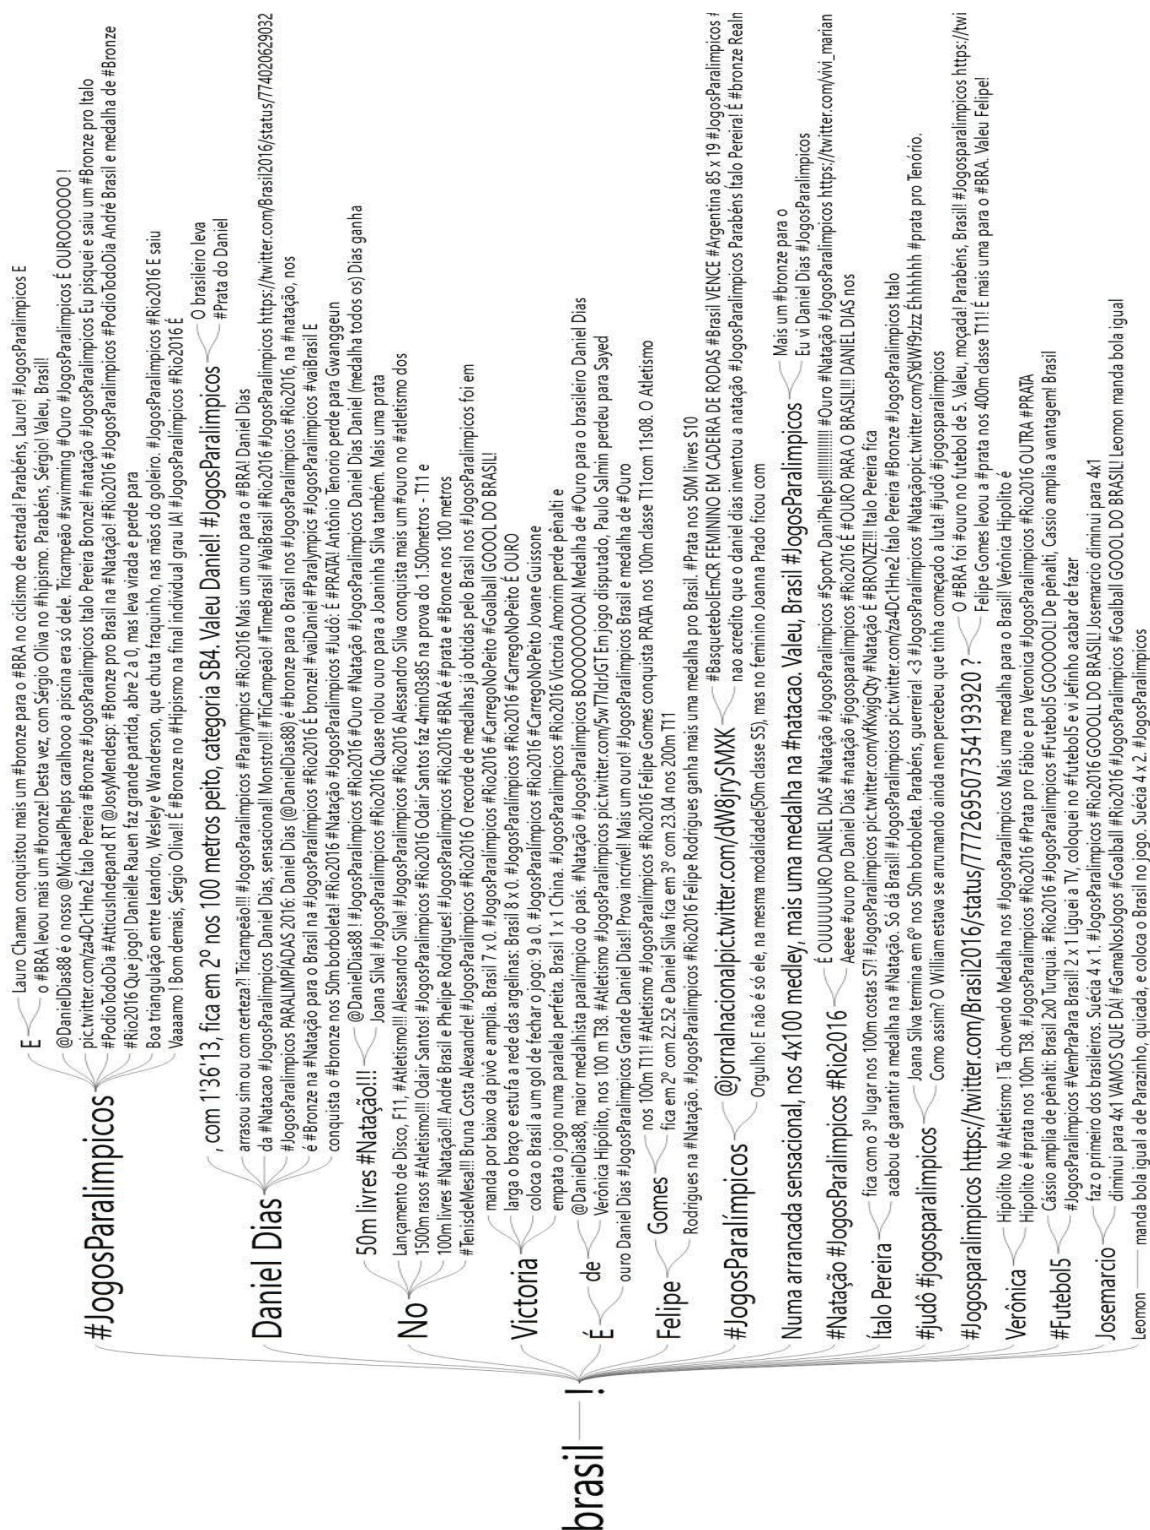 brasil
!
#JogosParalimpicos
E
Lauro Chaman conquistou mais um #bronze para o #BRA no ciclismo de estrada! Parabéns, Lauro! #JogosParalimpicos E
o #BRA levou mais um #bronze! Desta vez, com Sérgio Oliva no #hipismo. Parabéns, Sérgio! Valeu, Brasil!
@DanielDias88 é o nosso @MichaelPhelps caralhooo a piscina era só dele. Tricampeão #swimming #Ouro #JogosParalimpicos É OUROOOOOO !
pic.twitter.com/za4Dc1Hne2 Ítalo Pereira #Bronze #JogosParalimpicos Italo Pereira Bronze! #natação #JogosParalimpicos Eu pisquei e saiu um #Bronze pro Italo
#PodioTodoDia #AtticusIndepand RT @JosyMendesp: #Bronze pro Brasil na #Natação! #Rio2016 #JogosParalimpicos #PodioTodoDia André Brasil e medalha de #Bronze
#Rio2016 Que jogo! Danielle Rauen faz grande partida, abre 2 a 0, mas leva virada e perde para
Boa triangulação entre Leandro, Wesley e Wanderson, que chuta fraquinho, nas mãos do goleiro. #JogosParalimpicos #Rio2016 E saiu
Vaaaamo ! Bom demais, Sérgio Oliva!! É #Bronze no #Hipismo na final individual grau IA! #JogosParalimpicos #Rio2016 É
Daniel Dias
, com 1'36'13, fica em 2º nos 100 metros peito, categoria SB4. Valeu Daniel! #JogosParalimpicos
O brasileiro leva
#Prata do Daniel
arrasou sim ou com certeza?! Tricampeão!!! #JogosParalimpicos #Paralympics #Rio2016 Mais um ouro para o #BRA! Daniel Dias
da #Natacao #JogosParalimpicos Daniel Dias, sensacional! Monstro!!! #TriCampeão! #TimeBrasil #VaiBrasil #Rio2016 #JogosParalimpicos https://twitter.com/Brasil2016/status/774020629032
#JogosParalimpicos PARALIMPIADAS 2016: Daniel Dias (@DanielDias88) é #bronze para o Brasil nos #JogosParalimpicos #Rio2016, na #natação, nos
é #Bronze na #Natação para o Brasil na #JogosParalimpicos #Rio2016 É bronze! #vaiDaniel #Paralympics #JogosParalimpicos #vaiBrasil E
conquista o #bronze nos 50m borboleta! #Rio2016 #Natação #JogosParalimpicos #Judô: É #PRATA! Antônio Tenorio perde para Gwanggeun
No
50m livres #Natação!!!
@DanielDias88 ! #JogosParalimpicos #Rio2016 #Ouro #Natação #JogosParalimpicos Daniel Dias Daniel (medalha todos os) Dias ganha
Joana Silva! #JogosParalimpicos #Rio2016 Quase rolou ouro para a Joaninha Silva também. Mais uma prata
Lançamento de Disco, F11, #Atletismo!!! Alessandro Silva! #JogosParalimpicos #Rio2016 Alessandro Silva conquista mais um #ouro no #atletismo dos
1500m rasos #Atletismo!!! Odair Santos! #JogosParalimpicos #Rio2016 Odair Santos faz 4min03s85 na prova do 1.500metros - T11 e
100m livres #Natação!!! André Brasil e Phelipe Rodrigues! #JogosParalimpicos #Rio2016 #BRA é #prata e #Bronce nos 100 metros
#TenisdeMesa!!! Bruna Costa Alexandre! #JogosParalimpicos #Rio2016 O recorde de medalhas já obtidas pelo Brasil nos #JogosParalimpicos foi em
Victoria
manda por baixo da pivô e amplia. Brasil 7 x 0. #JogosParalimpicos #Rio2016 #CarregoNoPeito #Goalball GOOOL DO BRASIL!
larga o braço e estufa a rede das argelinas: Brasil 8 x 0. #JogosParalimpicos #Rio2016 #CarregoNoPeito É OURO
coloca o Brasil a um gol de fechar o jogo: 9 a 0. #JogosParalimpicos #Rio2016 #CarregoNoPeito Jovane Guissone
empata o jogo numa paralela perfeita. Brasil 1 x 1 China. #JogosParalimpicos #Rio2016 Victoria Amorim perde pênalti e
É
de
@DanielDias88, maior medalhista paralímpico do país. #Natação #JogosParalimpicos BOOOOOOOOA! Medalha de #Ouro para o brasileiro Daniel Dias
Verônica Hipólito, nos 100 m T38. #Atletismo #JogosParalimpicos pic.twitter.com/5wT7IdrJGT Em jogo disputado, Paulo Salmin perdeu para Sayed
ouro Daniel Dias #JogosParalimpicos Grande Daniel Dias!! Prova incrível! Mais um ouro! #JogosParalimpicos Brasil e medalha de #Ouro
Felipe
Gomes
nos 100m T11! #Atletismo #JogosParalímpicos #Rio2016 Felipe Gomes conquista PRATA nos 100m classe T11com 11s08. O Atletismo
fica em 2º com 22.52 e Daniel Silva fica em 3º com 23.04 nos 200m T11
Rodrigues na #Natação. #JogosParalimpicos #Rio2016 Felipe Rodrigues ganha mais uma medalha pro Brasil. #Prata no 50M livres S10
#JogosParalímpicos
@jornalnacionalpic.twitter.com/dW8jrySMXK
#BasquetebolEmCR FEMININO EM CADEIRA DE RODAS #Brasil VENCE #Argentina 85 x 19 #JogosParalimpicos
nao acredito que o daniel dias inventou a natação #JogosParalimpicos Parabéns Ítalo Pereira! É #bronze Realn
Orgulho! E não é só ele, na mesma modalidade(50m classe S5), mas no feminino Joanna Prado ficou com
Numa arrancada sensacional, nos 4x100 medley, mais uma medalha na #natacao. Valeu, Brasil #JogosParalimpicos
Mais um #bronze para o
Eu vi Daniel Dias #JogosParalimpicos
#Natação #JogosParalimpicos #Rio2016
É OUUUUUURO DANIEL DIAS #Natação #JogosParalimpicos #Sportv DaniPhelps!!!!!!!!!!!!!!! #Ouro #Natação #JogosParalimpicos https://twitter.com/vivi_marian
Aeeee #ouro pro Daniel Dias #natação #jogosparalimpicos #Rio2016 É #OURO PARA O BRASIL!!! DANIEL DIAS nos
Ítalo Pereira
fica com o 3º lugar nos 100m costas S7! #JogosParalimpicos pic.twitter.com/vfKwjgCQty #Natação É #BRONZE!!! Italo Pereira fica
acabou de garantir a medalha na #Natação. Só dá Brasil! #JogosParalimpicos pic.twitter.com/za4Dc1Hne2 Ítalo Pereira #Bronze #JogosParalimpicos Italo
#judô #jogosparalimpicos
Joana Silva termina em 6º nos 50m borboleta. Parabéns, guerreira! <3 #JogosParalimpicos #Nataçãopic.twitter.com/SYdWf9rJzz Ehhhhhh #prata pro Tenório.
Como assim? O William estava se arrumando ainda nem percebeu que tinha começado a luta! #judô #jogosparalimpicos
#Jogosparalimpicos https://twitter.com/Brasil2016/status/777269507354193920 ?
O #BRA foi #ouro no futebol de 5. Valeu, moçada! Parabéns, Brasil! #Jogosparalimpicos https://twi
Felipe Gomes levou a #prata nos 400m classe T11! É mais uma para o #BRA. Valeu Felipe!
Verônica
Hipólito No #Atletismo ! Tá chovendo Medalha nos #JogosParalimpicos Mais uma medalha para o Brasil! Verônica Hipólito é
Hipolito é #prata nos 100m T38. #JogosParalimpicos #Rio2016 #Prata pro Fábio e pra Veronica #JogosParalimpicos #Rio2016 OUTRA #PRATA
#Futebol5
Cassio amplia de pênalti: Brasil 2x0 Turquia. #Rio2016 #JogosParalimpicos #Futebol5 GOOOOOL! De pênalti, Cassio amplia a vantagem! Brasil
#JogosParalimpicos #VemPraPara Brasil! 2 x 1 Liguei a TV, coloquei no #futebol5 e vi Jefinho acabar de fazer
Josemarcio
faz o primeiro dos brasileiros. Suécia 4 x 1. #JogosParalimpicos #Rio2016 GOOOLL DO BRASIL! Josemarcio diminui para 4x1
diminui para 4x1 VAMOS QUE DÁ! #GamaNosJogos #Goalball #Rio2016 #JogosParalimpicos #Goalball GOOOL DO BRASIL! Leomon manda bola igual
Leomon
manda bola igual a de Parazinho, quicada, e coloca o Brasil no jogo. Suécia 4 x 2. #JogosParalimpicos